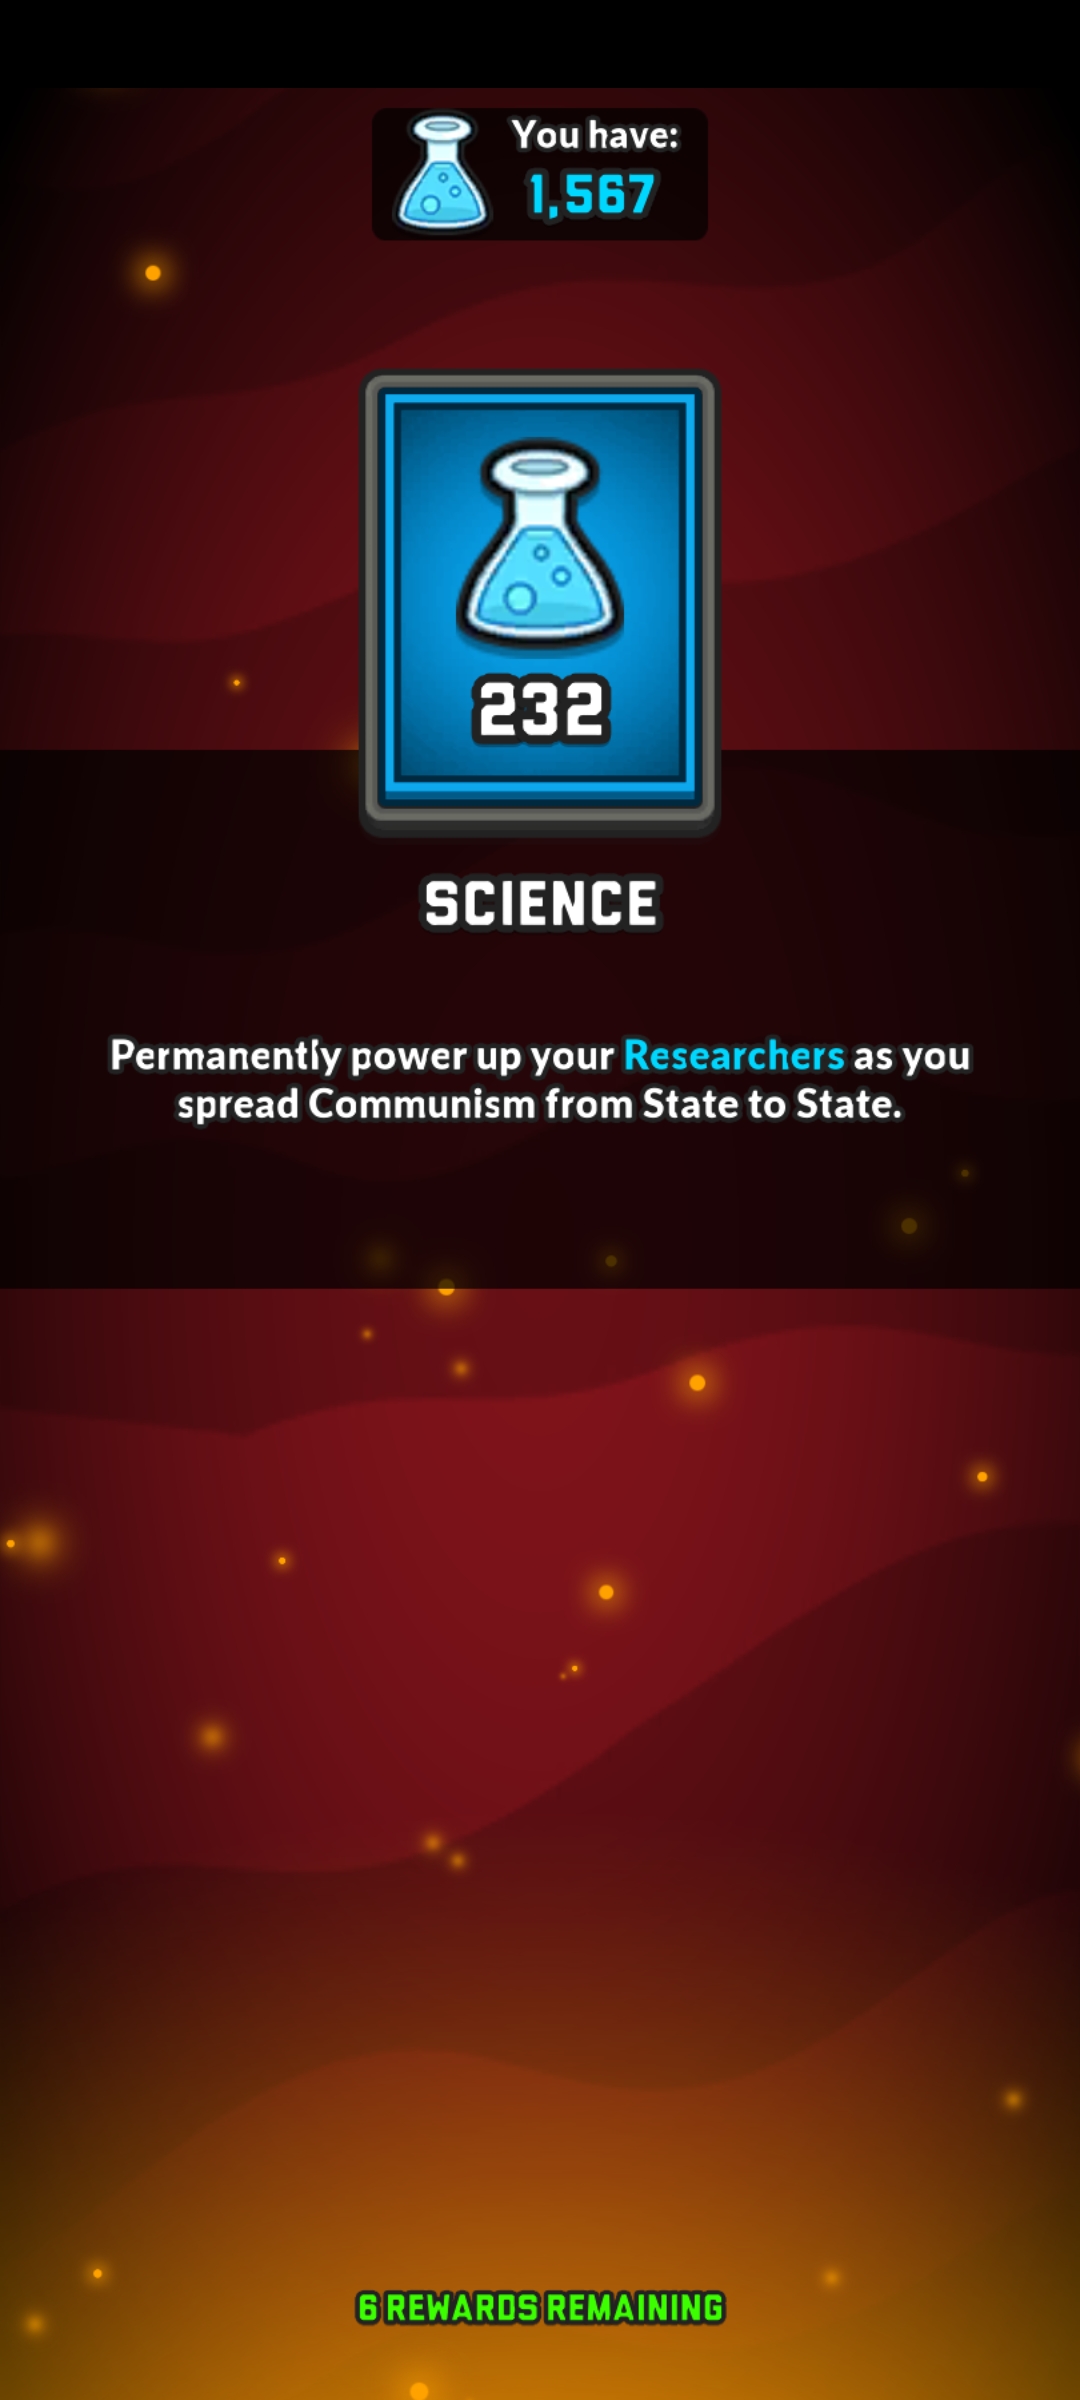 You have:
1,567
232
SCIENCE
Permanently power up your Researchers as you
spread Communism from State to State.
6 REWARDS REMAINING